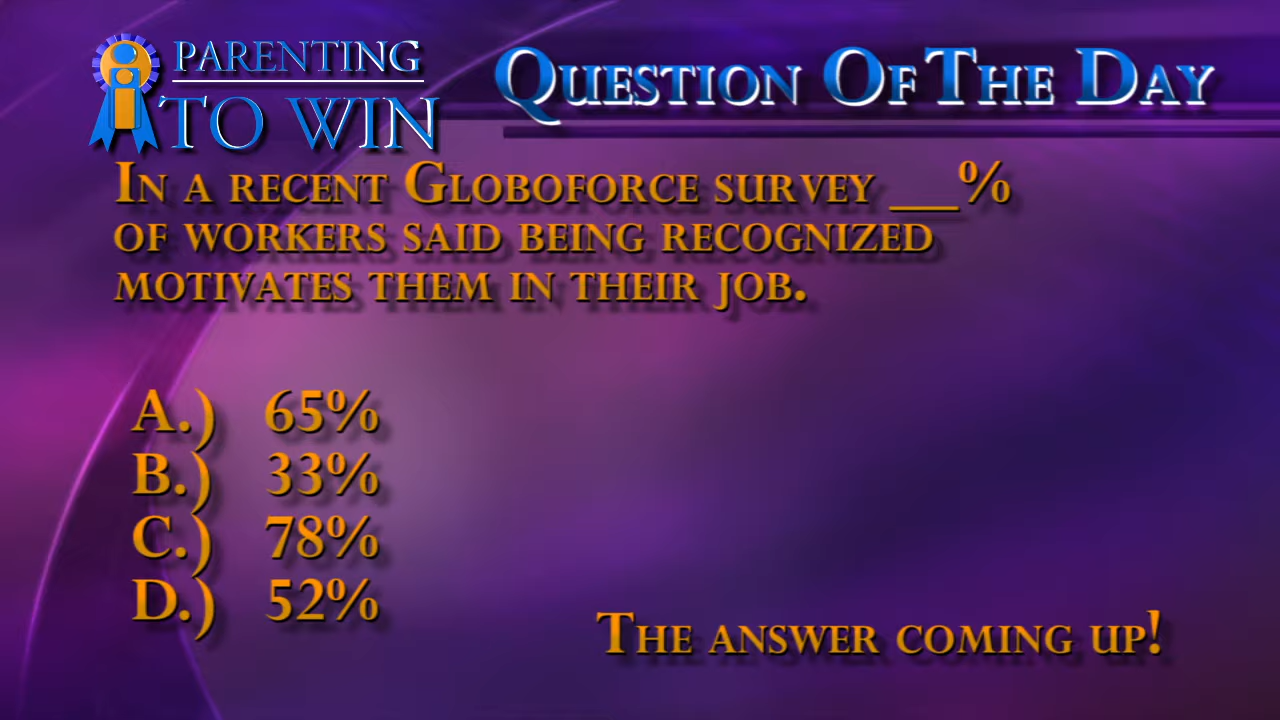 PARENTING
TO WIN
QUESTION OF THE DAY
IN A RECENT GLOBOFORCE SURVEY __%
OF WORKERS SAID BEING RECOGNIZED
MOTIVATES THEM IN THEIR JOB.
A.) 65%
B.) 33%
C.) 78%
D.) 52%
THE ANSWER COMING UP!